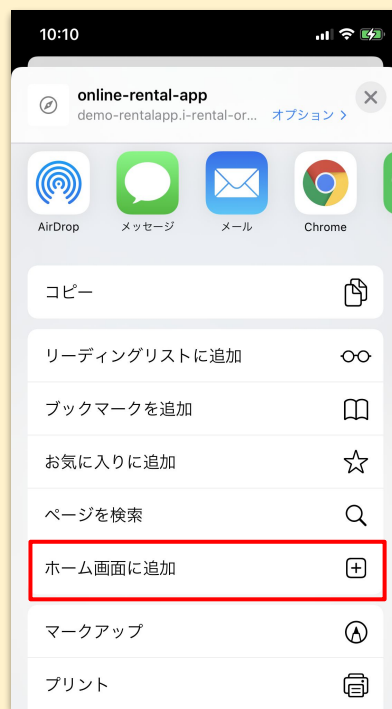 10:10
online-rental-app
demo-rentalapp.i-rental-or... オプション >
AirDrop メッセージ メール Chrome
コピー
リーディングリストに追加
ブックマークを追加
お気に入りに追加
ページを検索
ホーム画面に追加
マークアップ
プリント